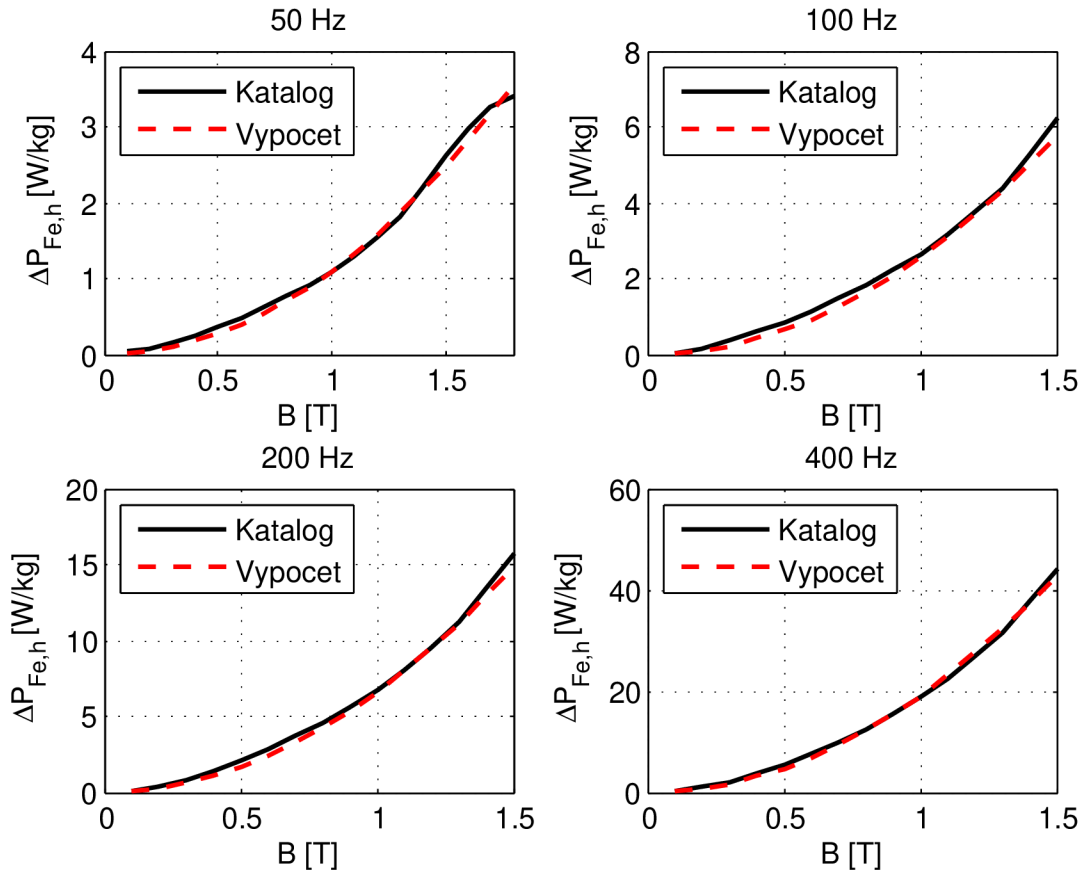 50 Hz
4
3
2
1
0
ΔP_Fe,h [W/kg]
Katalog
Vypocet
0 0.5 1 1.5
B [T]
100 Hz
8
6
4
2
0
ΔP_Fe,h [W/kg]
Katalog
Vypocet
0 0.5 1 1.5
B [T]
200 Hz
20
15
10
5
0
ΔP_Fe,h [W/kg]
Katalog
Vypocet
0 0.5 1 1.5
B [T]
400 Hz
60
40
20
0
ΔP_Fe,h [W/kg]
Katalog
Vypocet
0 0.5 1 1.5
B [T]